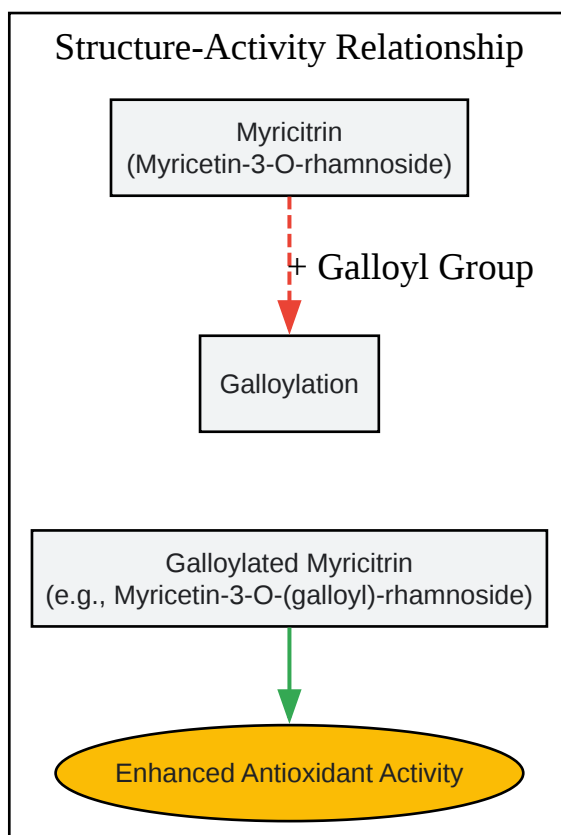 Structure-Activity Relationship
Myricitrin
(Myricetin-3-O-rhamnoside)
+ Galloyl Group
Galloylation
Galloylated Myricitrin
(e.g., Myricetin-3-O-(galloyl)-rhamnoside)
Enhanced Antioxidant Activity